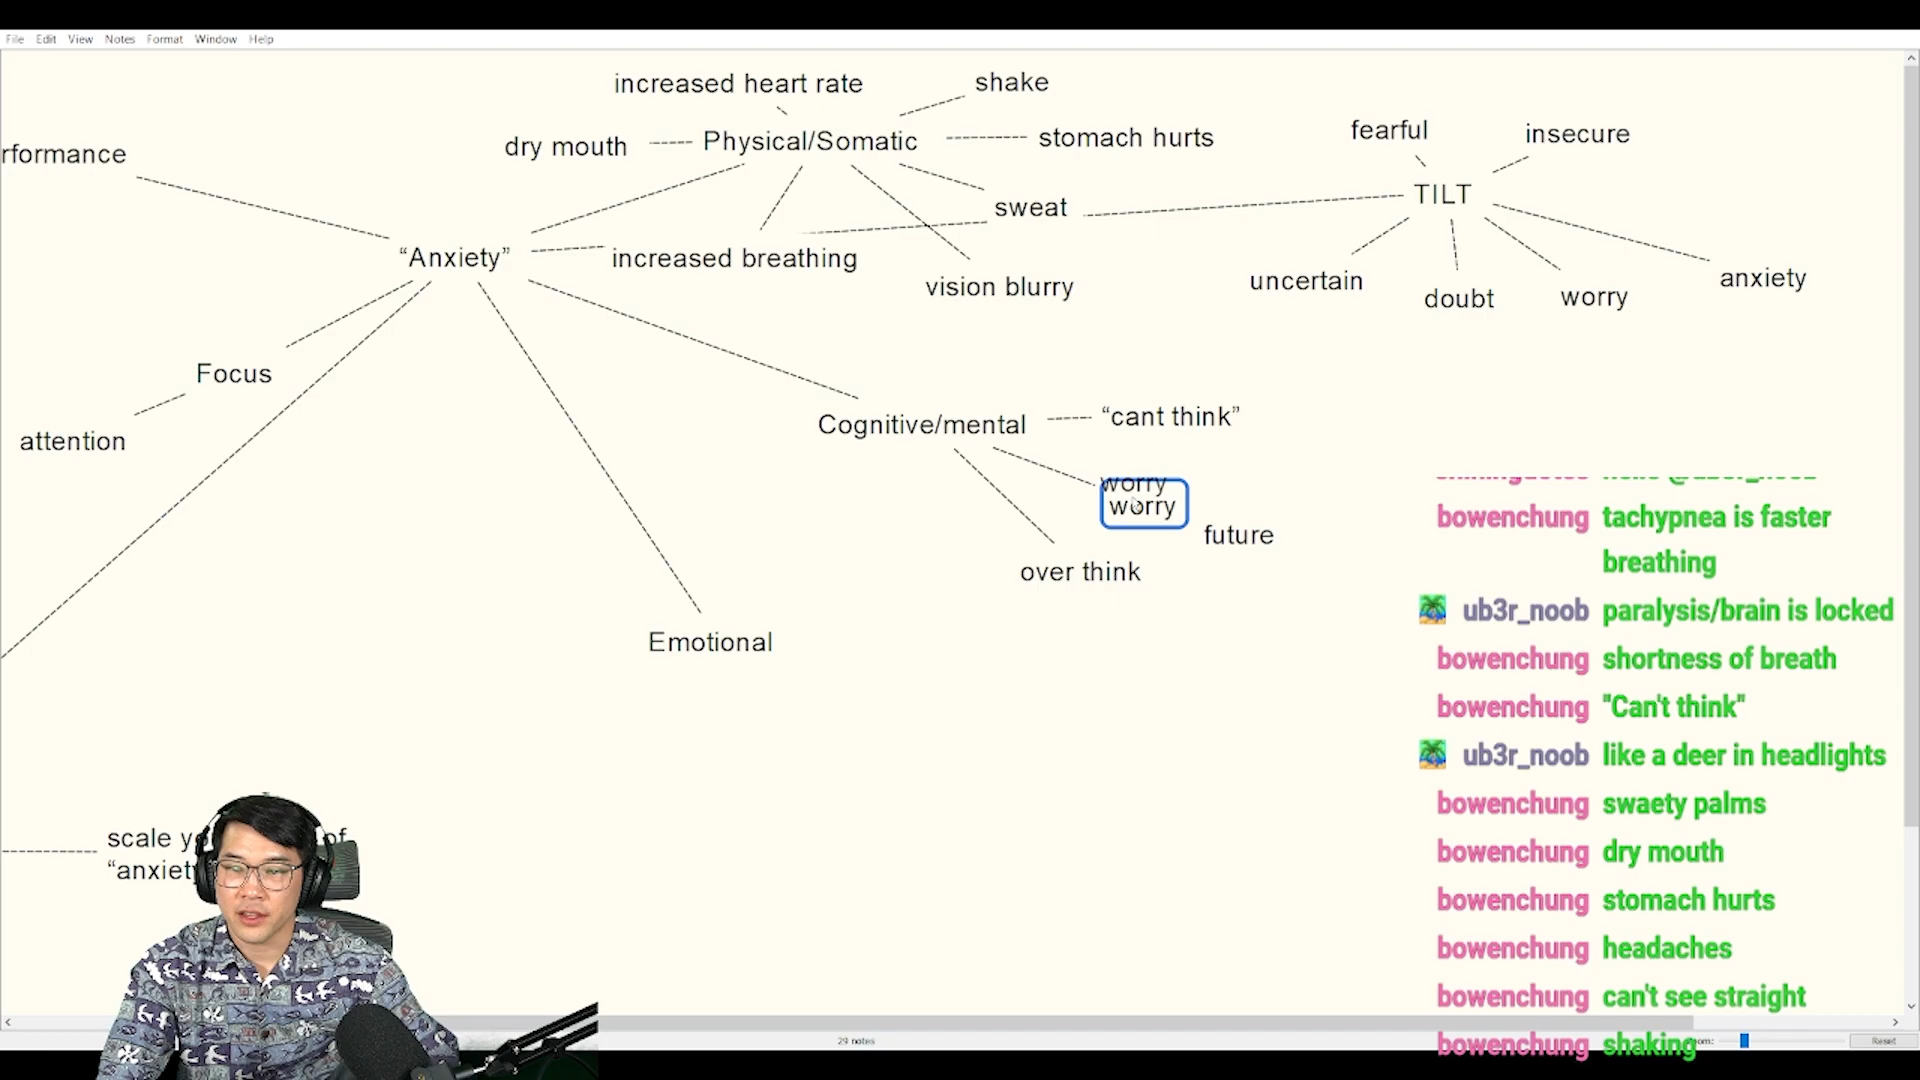 File Edit View Notes Format Window Help
increased heart rate
shake
rformance
dry mouth
Physical/Somatic
stomach hurts
fearful
insecure
TILT
sweat
“Anxiety”
increased breathing
vision blurry
uncertain
doubt
worry
anxiety
Focus
attention
Cognitive/mental
“cant think”
worry
worry
future
over think
Emotional
scale of
“anxiety
bowenchung tachypnea is faster
breathing
ub3r_noob paralysis/brain is locked
bowenchung shortness of breath
bowenchung "Can't think"
ub3r_noob like a deer in headlights
bowenchung swaety palms
bowenchung dry mouth
bowenchung stomach hurts
bowenchung headaches
bowenchung can't see straight
bowenchung shaking
29 notes
Reset